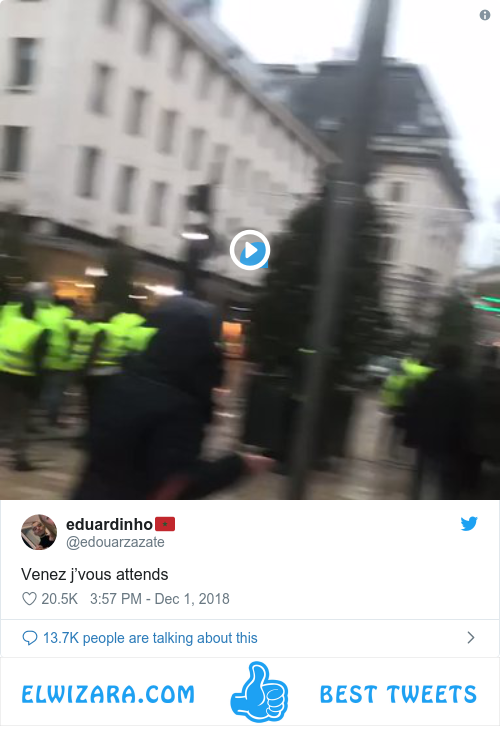 eduardinho🇲🇦
@edouarzazate
Venez j'vous attends
20.5K 3:57 PM - Dec 1, 2018
13.7K people are talking about this
ELWIZARA.COM BEST TWEETS